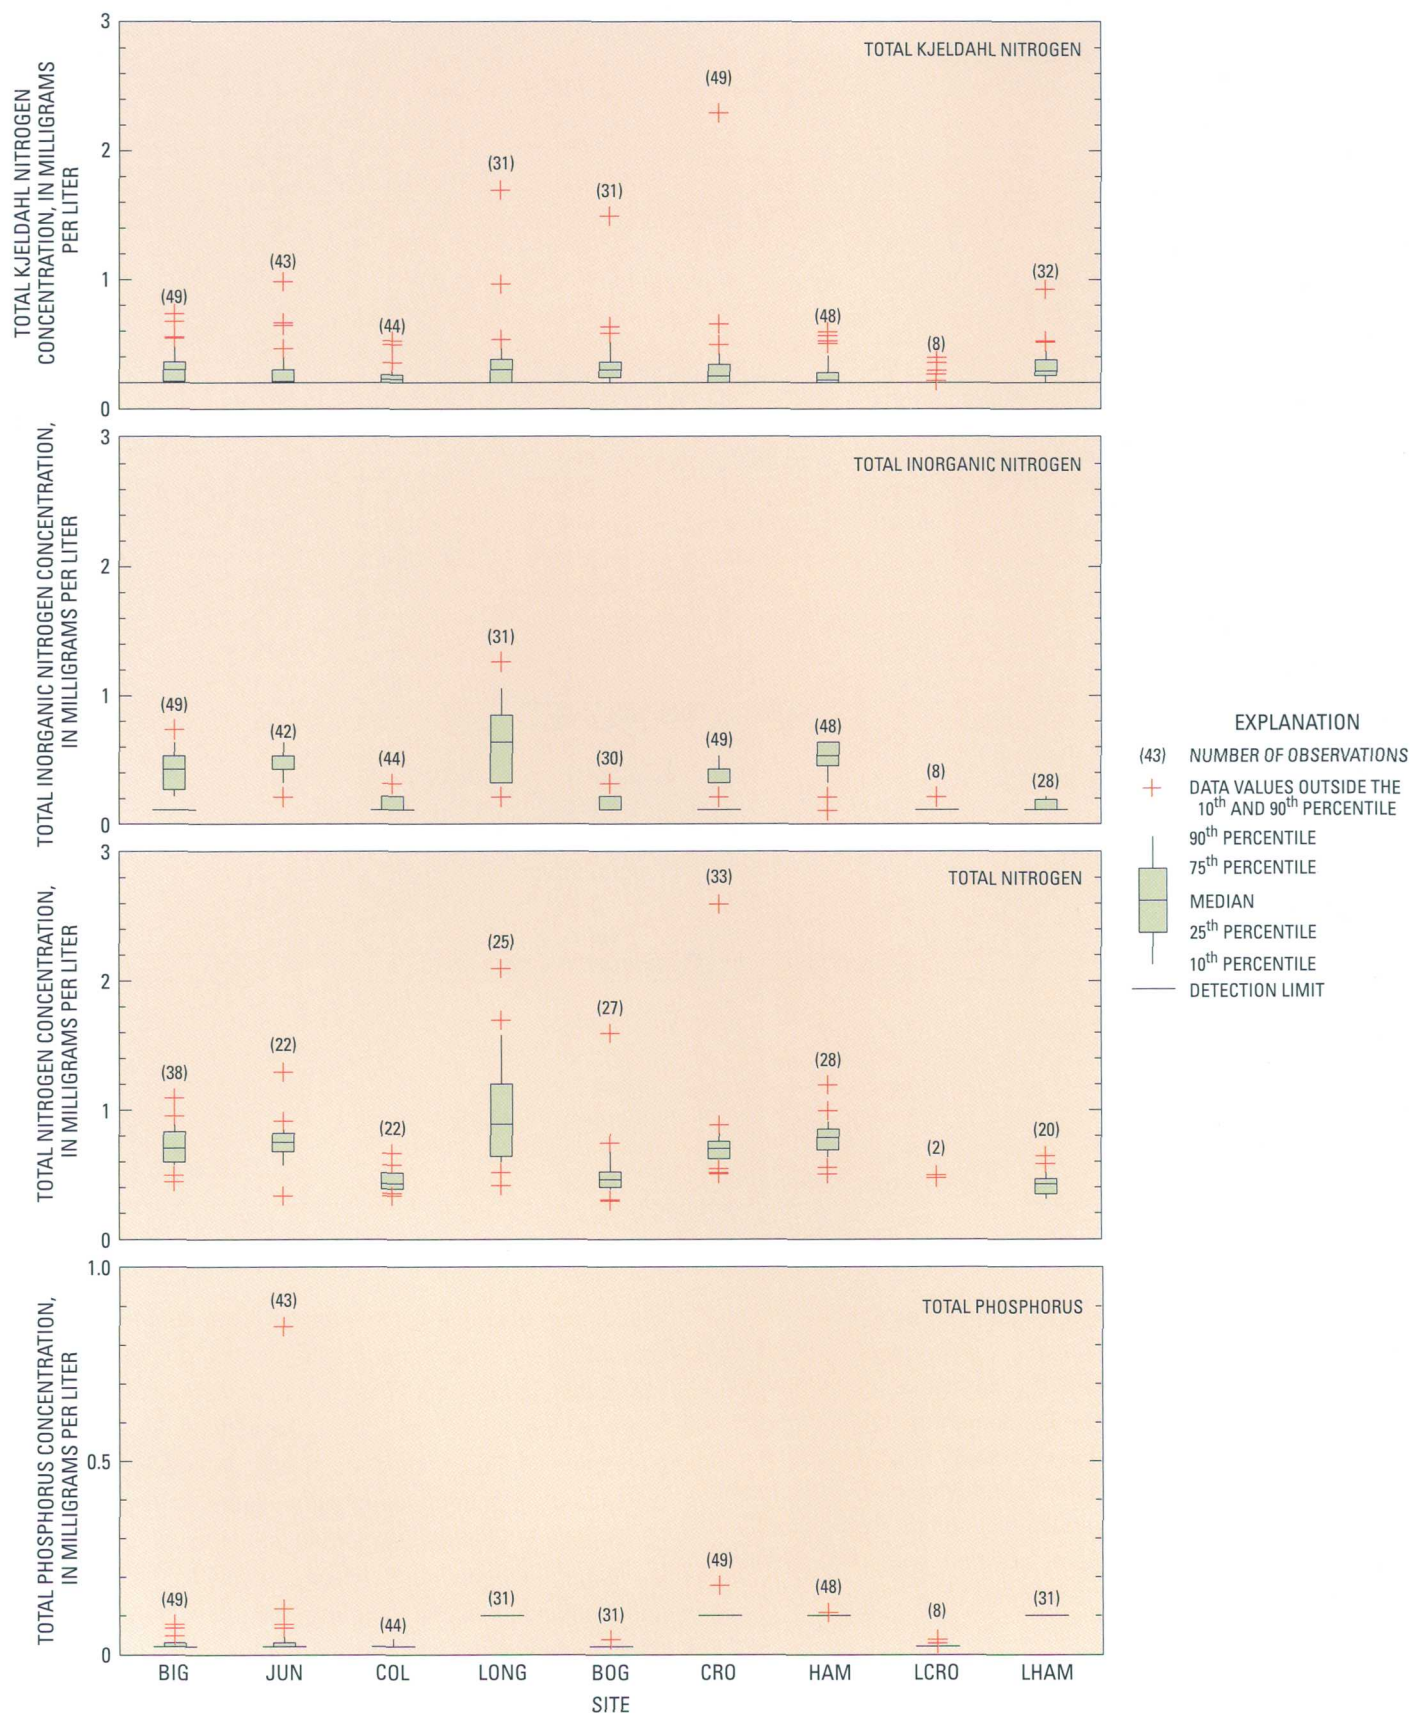 TOTAL KJELDAHL NITROGEN
CONCENTRATION, IN MILLIGRAMS
PER LITER
3
2
1
0
TOTAL KJELDAHL NITROGEN
(49)
(43)
(44)
(31)
(31)
(49)
(48)
(8)
(32)
TOTAL INORGANIC NITROGEN CONCENTRATION,
IN MILLIGRAMS PER LITER
3
2
1
0
TOTAL INORGANIC NITROGEN
(49)
(42)
(44)
(31)
(30)
(49)
(48)
(8)
(28)
TOTAL NITROGEN CONCENTRATION,
IN MILLIGRAMS PER LITER
3
2
1
0
TOTAL NITROGEN
(38)
(22)
(22)
(25)
(27)
(33)
(28)
(2)
(20)
TOTAL PHOSPHORUS CONCENTRATION,
IN MILLIGRAMS PER LITER
1.0
0.5
0
TOTAL PHOSPHORUS
(49)
(43)
(44)
(31)
(31)
(49)
(48)
(8)
(31)
BIG JUN COL LONG BOG CRO HAM LCRO LHAM
SITE
EXPLANATION
(43) NUMBER OF OBSERVATIONS
DATA VALUES OUTSIDE THE
10th AND 90th PERCENTILE
90th PERCENTILE
75th PERCENTILE
MEDIAN
25th PERCENTILE
10th PERCENTILE
DETECTION LIMIT